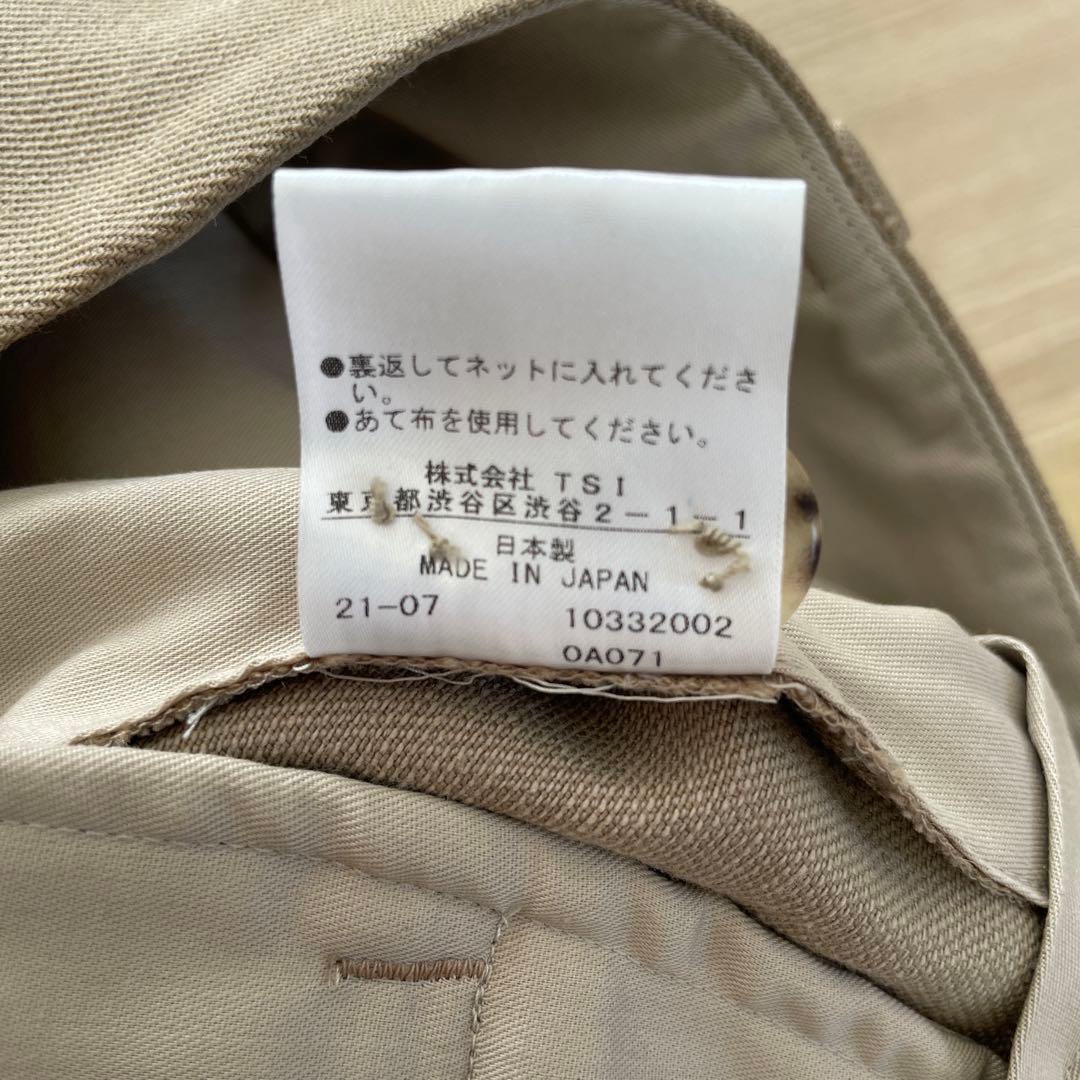 ●裏返してネットに入れてくださ
い。
●あて布を使用してください。
株式会社 TSI
東京都渋谷区渋谷2-1-1
日本製
MADE IN JAPAN
21-07 10332002
0A071